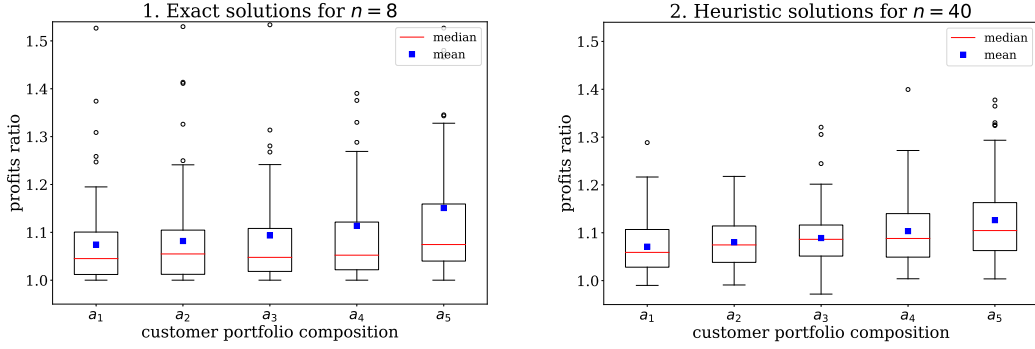 1. Exact solutions for n = 8
profits ratio
1.5
1.4
1.3
1.2
1.1
1.0
median
mean
a1 a2 a3 a4 a5
customer portfolio composition
2. Heuristic solutions for n = 40
profits ratio
1.5
1.4
1.3
1.2
1.1
1.0
median
mean
a1 a2 a3 a4 a5
customer portfolio composition